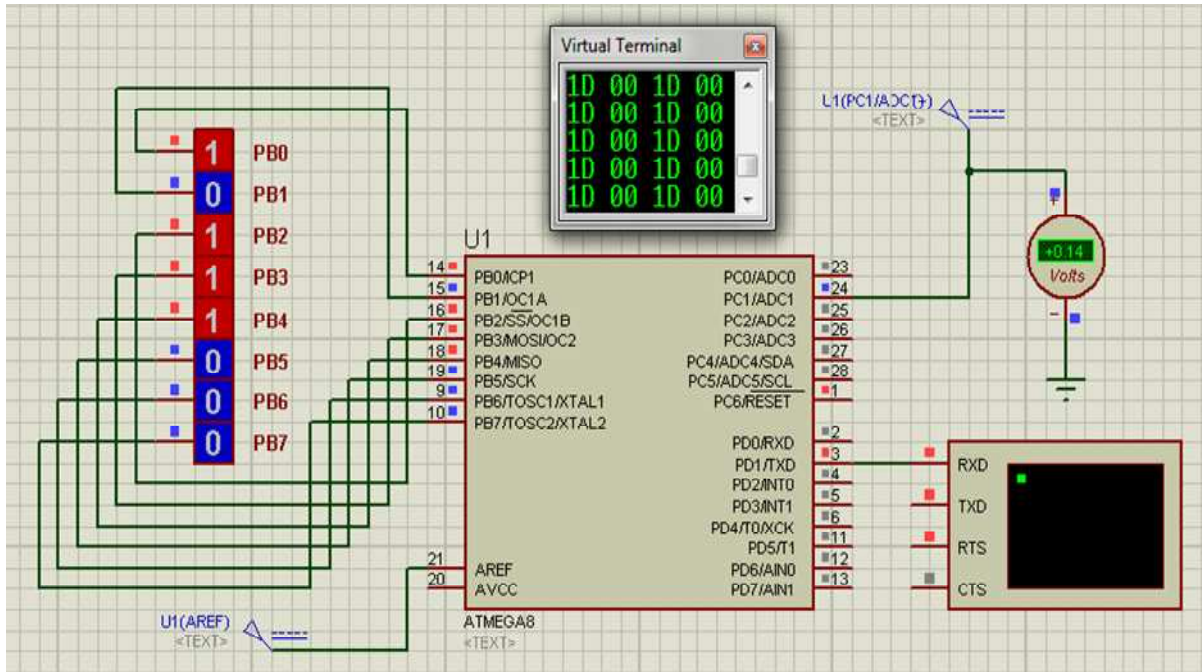 Virtual Terminal
1D 00 1D 00
1D 00 1D 00
1D 00 1D 00
1D 00 1D 00
1D 00 1D 00
U1(PC1/ADC1)
<TEXT>
1 PB0
0 PB1
1 PB2
1 PB3
1 PB4
0 PB5
0 PB6
0 PB7
+
+0.14
Volts
-
U1
14 PB0/ICP1
15 PB1/OC1A
16 PB2/SS/OC1B
17 PB3/MOSI/OC2
18 PB4/MISO
19 PB5/SCK
9 PB6/TOSC1/XTAL1
10 PB7/TOSC2/XTAL2
21 AREF
20 AVCC
PC0/ADC0 23
PC1/ADC1 24
PC2/ADC2 25
PC3/ADC3 26
PC4/ADC4/SDA 27
PC5/ADC5/SCL 28
PC6/RESET 1
PD0/RXD 2
PD1/TXD 3
PD2/INT0 4
PD3/INT1 5
PD4/T0/XCK 6
PD5/T1 11
PD6/AIN0 12
PD7/AIN1 13
ATMEGA8
<TEXT>
U1(AREF)
<TEXT>
RXD
TXD
RTS
CTS